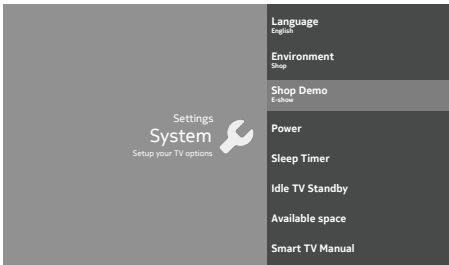 Settings
System
Setup your TV options
Language
English
Environment
Shop
Shop Demo
E-show
Power
Sleep Timer
Idle TV Standby
Available space
Smart TV Manual